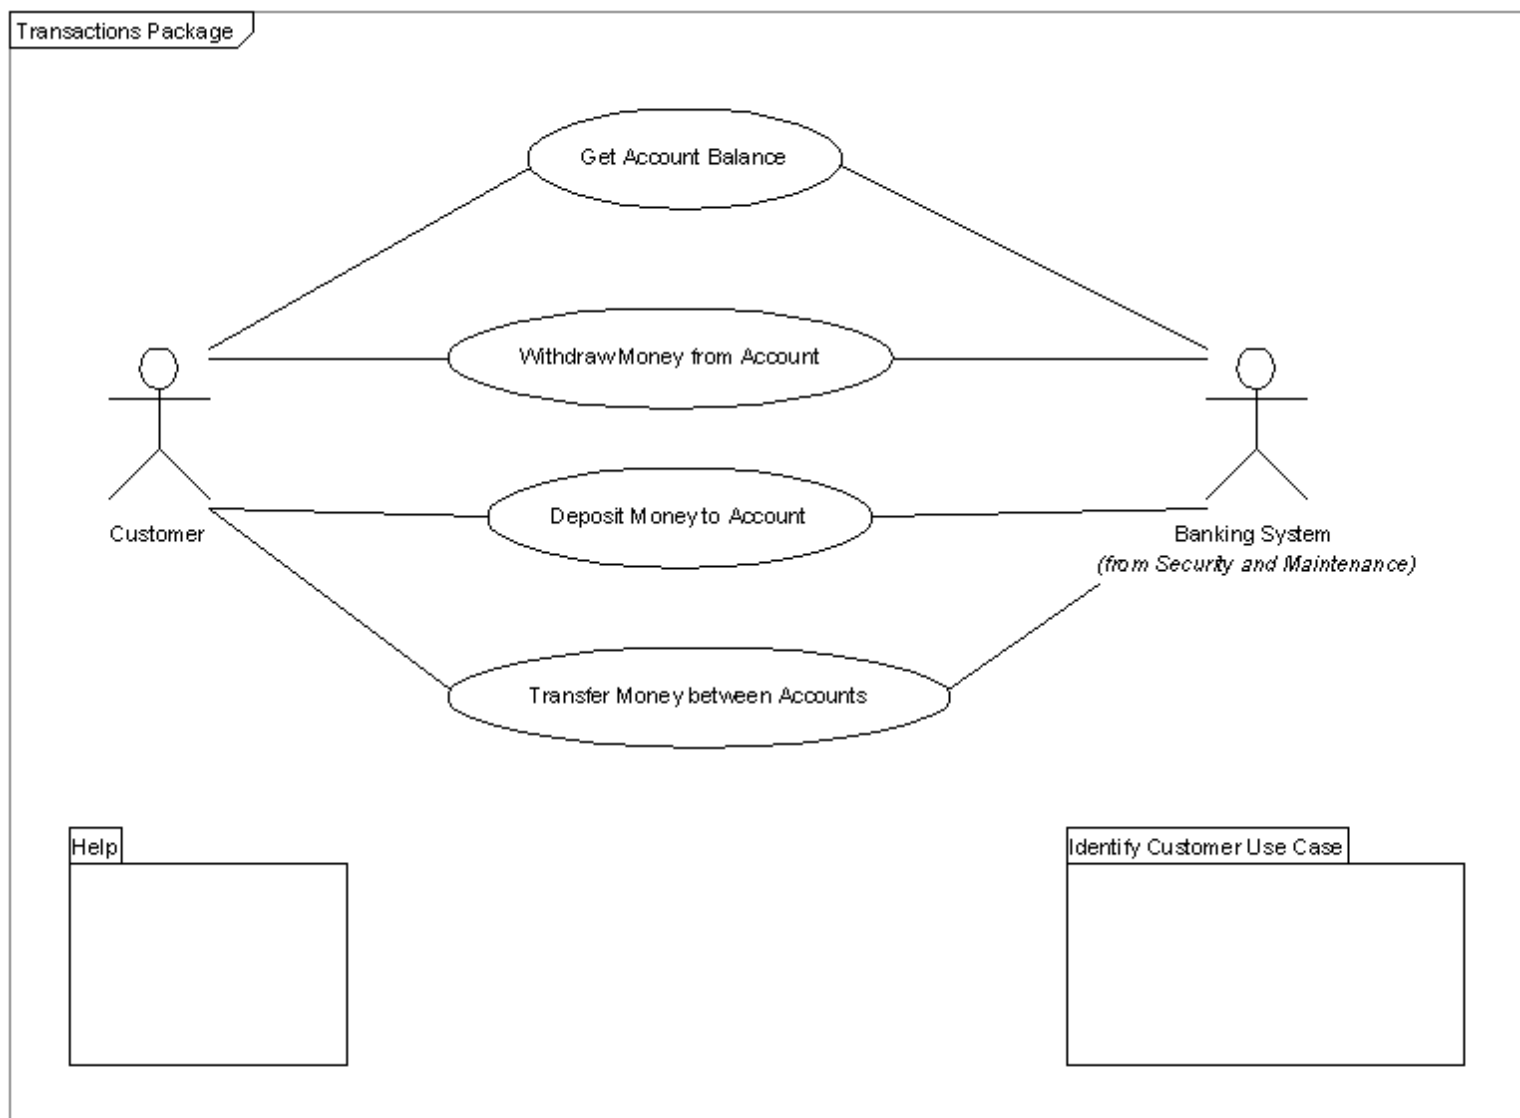 Transactions Package
Get Account Balance
Withdraw Money from Account
Deposit Money to Account
Customer
Banking System
(from Security and Maintenance)
Transfer Money between Accounts
Help
Identify Customer Use Case